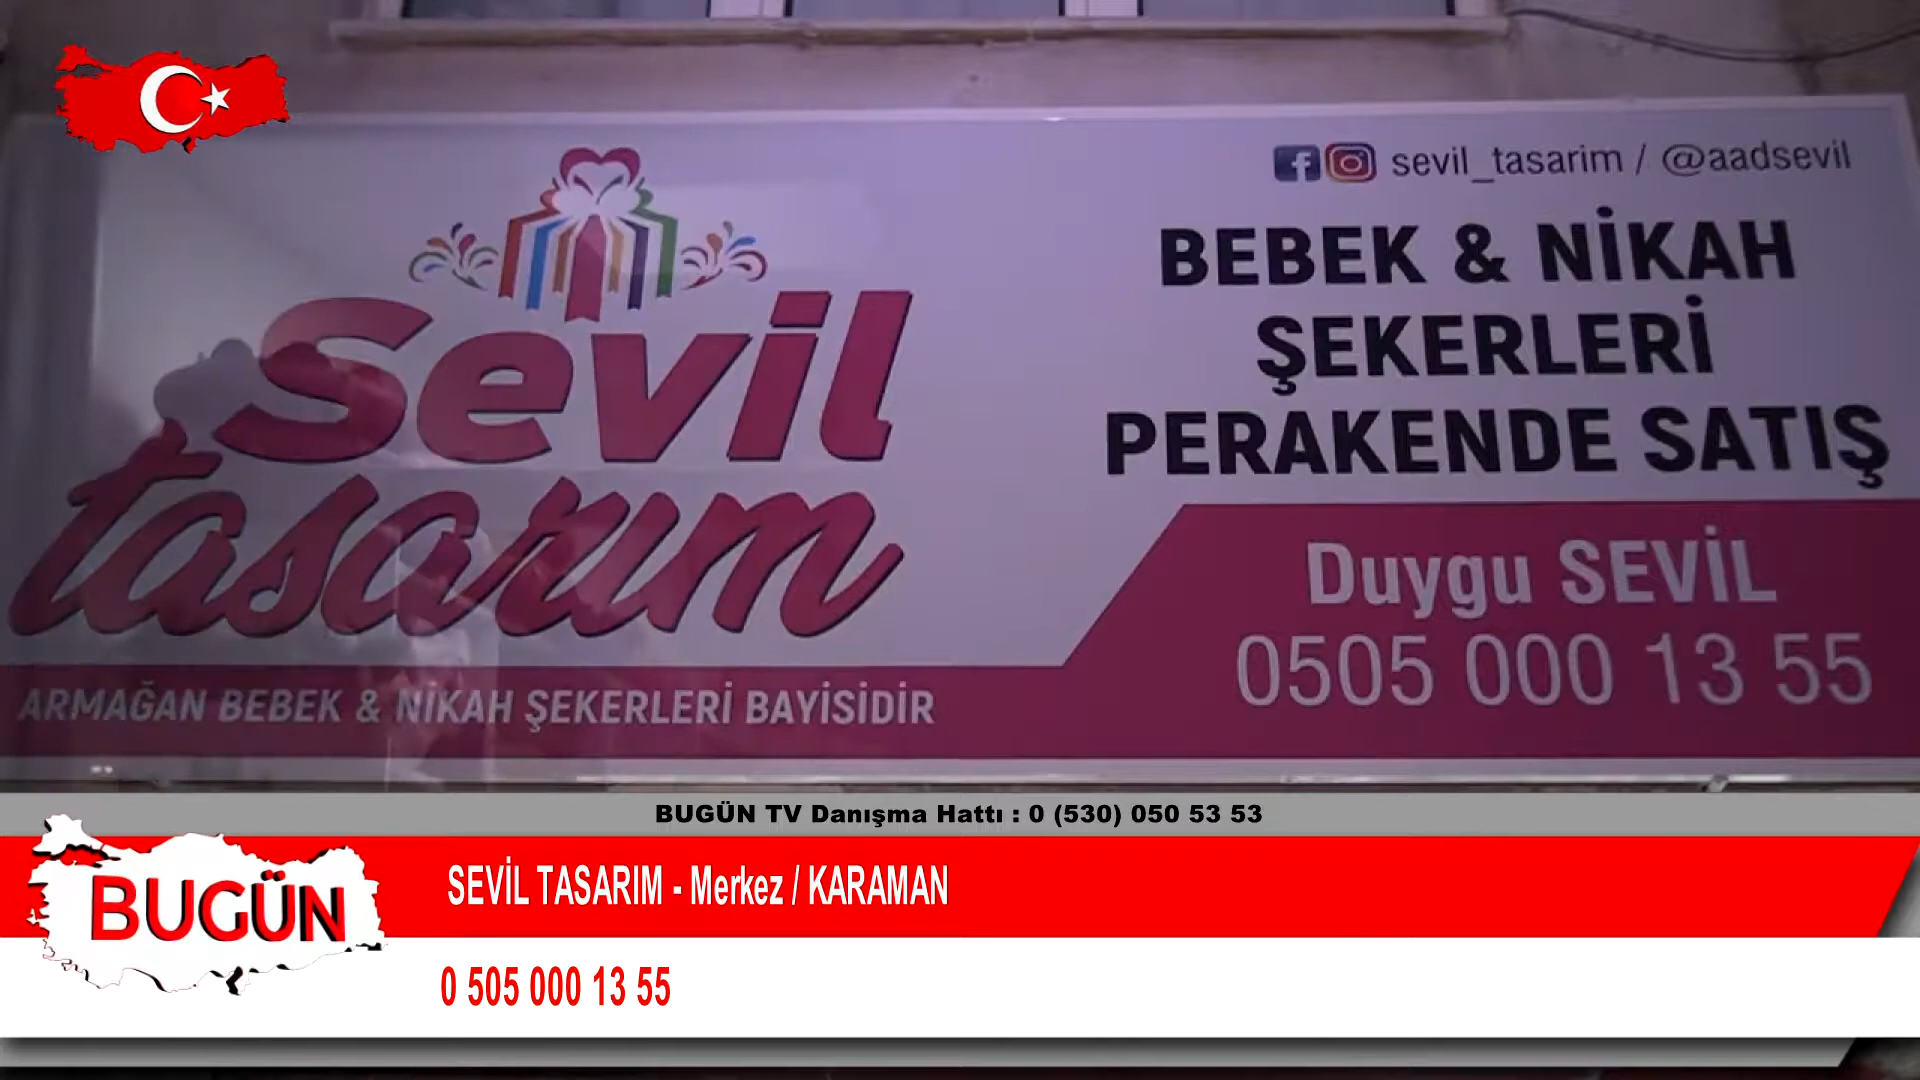 sevil_tasarim / @aadsevil
Sevil
tasarım
BEBEK & NİKAH
ŞEKERLERİ
PERAKENDE SATIŞ
Duygu SEVİL
0505 000 13 55
ARMAĞAN BEBEK & NİKAH ŞEKERLERİ BAYİSİDİR
BUGÜN TV Danışma Hattı : 0 (530) 050 53 53
BUGÜN
SEVİL TASARIM - Merkez / KARAMAN
0 505 000 13 55